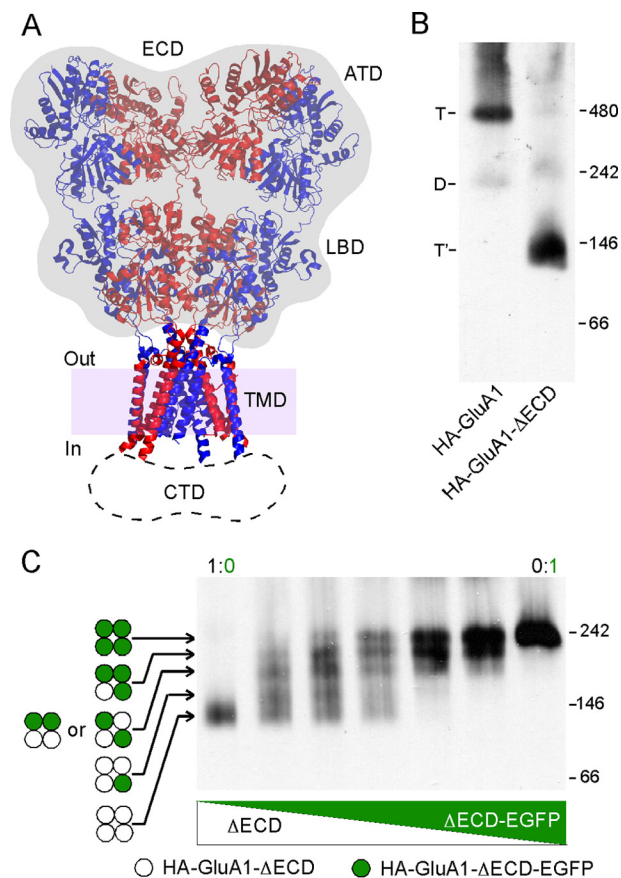 A
ECD
ATD
LBD
Out
TMD
In
CTD
B
T-
-480
D-
-242
T'-
-146
-66
HA-GluA1
HA-GluA1-ΔECD
C
1:0
0:1
-242
or
-146
-66
ΔECD
ΔECD-EGFP
HA-GluA1-ΔECD
HA-GluA1-ΔECD-EGFP